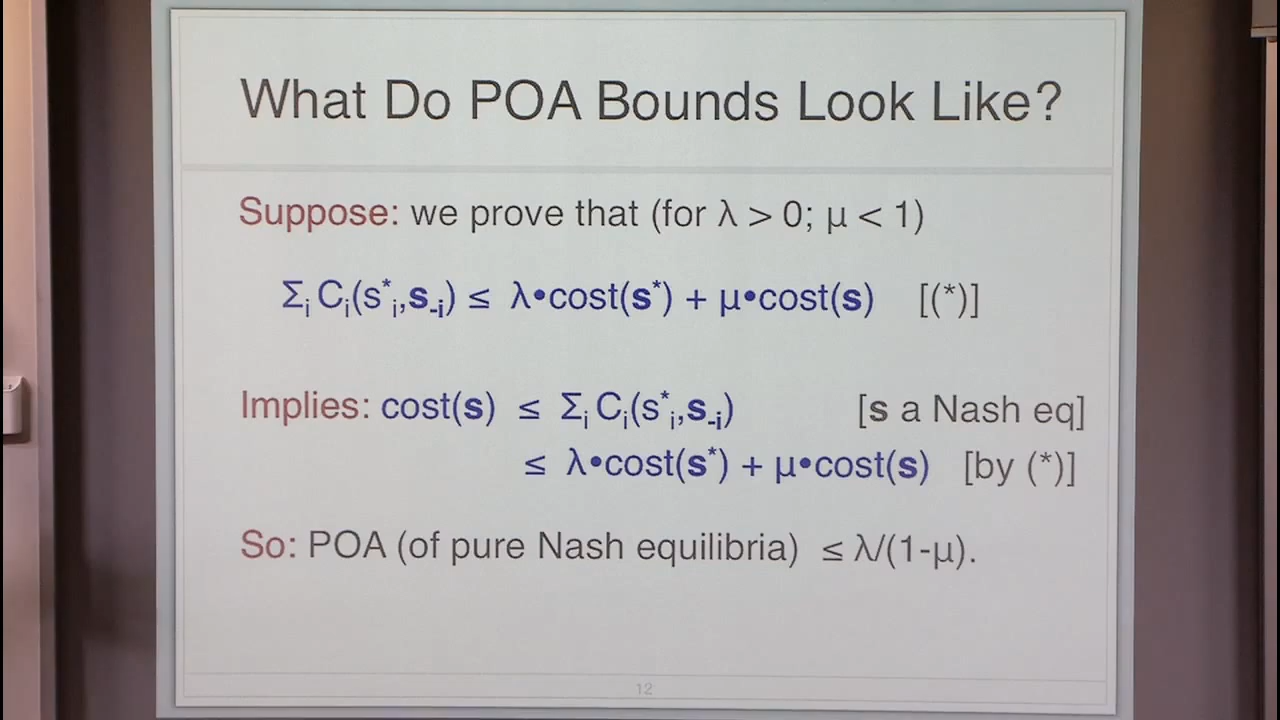 What Do POA Bounds Look Like?
Suppose: we prove that (for λ > 0; μ < 1)
Σᵢ Cᵢ(s*ᵢ,s₋ᵢ) ≤ λ•cost(s*) + μ•cost(s) [(*)]
Implies: cost(s) ≤ Σᵢ Cᵢ(s*ᵢ,s₋ᵢ) [s a Nash eq]
≤ λ•cost(s*) + μ•cost(s) [by (*)]
So: POA (of pure Nash equilibria) ≤ λ/(1-μ).
12